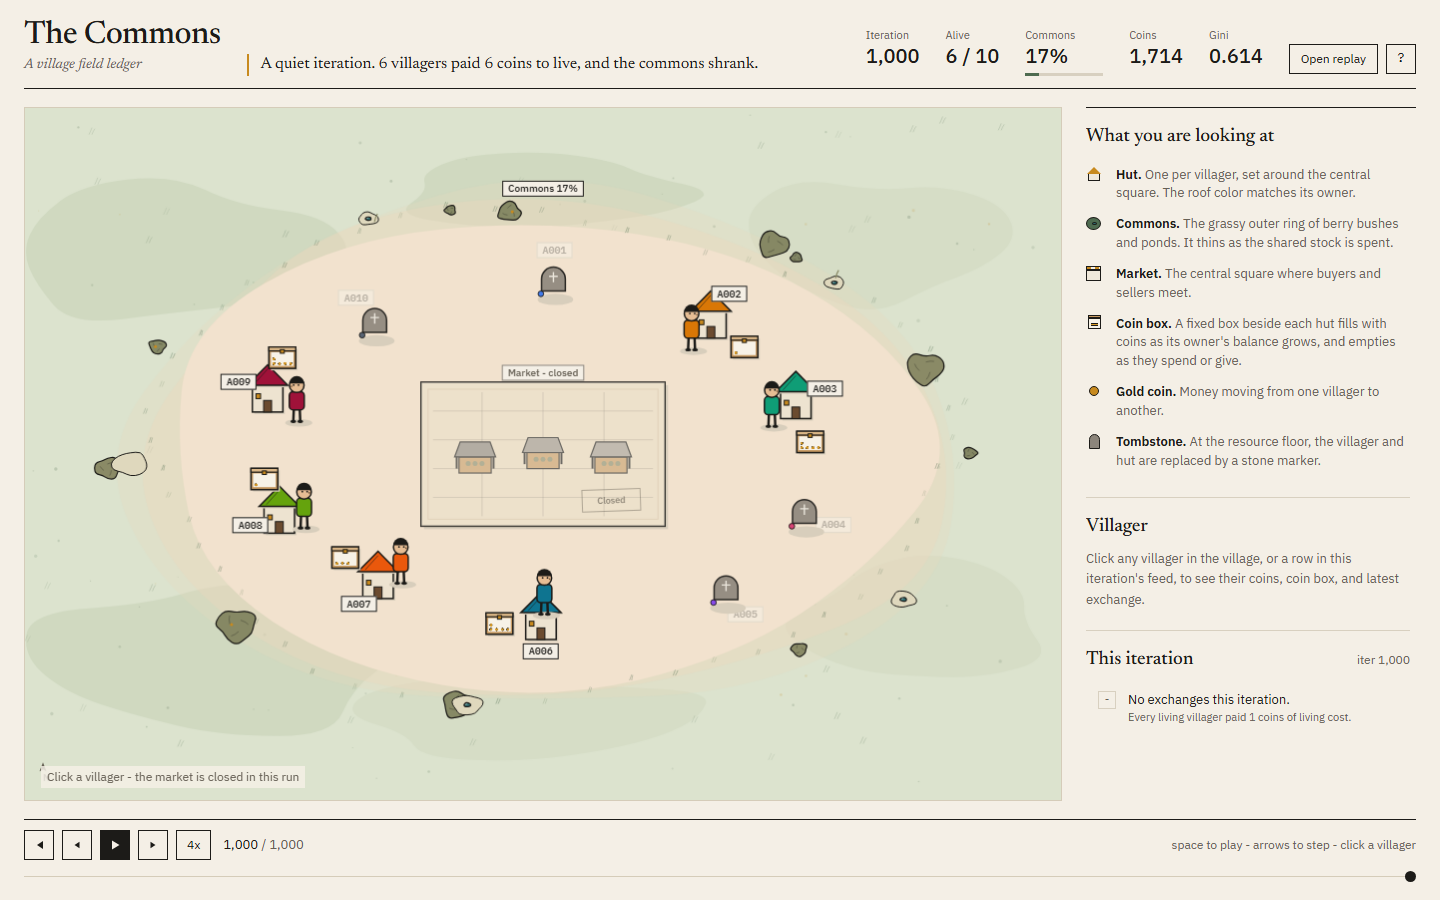 The Commons
A village field ledger
A quiet iteration. 6 villagers paid 6 coins to live, and the commons shrank.
Iteration
1,000
Alive
6 / 10
Commons
17%
Coins
1,714
Gini
0.614
Open replay
?
Commons 17%
A001
A010
A002
A009
Market - closed
A003
Closed
A008
A004
A007
A005
A006
Click a villager - the market is closed in this run
What you are looking at
Hut. One per villager, set around the central
square. The roof color matches its owner.
Commons. The grassy outer ring of berry bushes
and ponds. It thins as the shared stock is spent.
Market. The central square where buyers and
sellers meet.
Coin box. A fixed box beside each hut fills with
coins as its owner's balance grows, and empties
as they spend or give.
Gold coin. Money moving from one villager to
another.
Tombstone. At the resource floor, the villager and
hut are replaced by a stone marker.
Villager
Click any villager in the village, or a row in this
iteration's feed, to see their coins, coin box, and latest
exchange.
This iteration
iter 1,000
-
No exchanges this iteration.
Every living villager paid 1 coins of living cost.
4x
1,000 / 1,000
space to play - arrows to step - click a villager